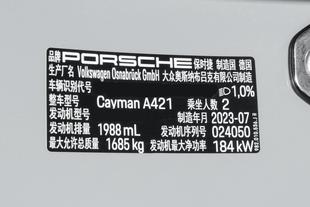 品牌 PORSCHE 保时捷 制造国 德国
生产厂名 Volkswagen Osnabrück GmbH 大众奥斯纳布吕克有限公司制造
车辆识别代号 1,0%
整车型号 Cayman A421 乘坐人数 2
发动机型号 制造年月 2023-07
发动机排量 1988 mL 发动机序列号 024050
最大允许总质量 1685 kg 发动机最大净功率 184 kW